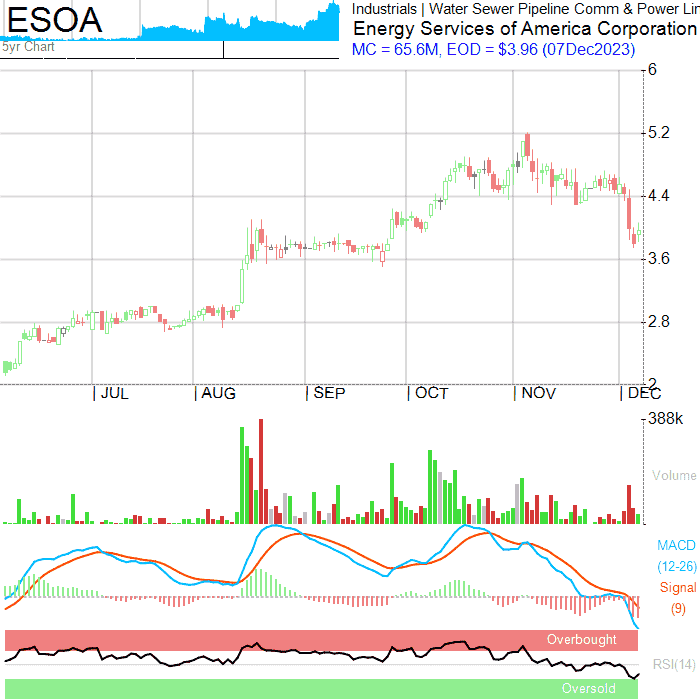 ESOA
5yr Chart
Industrials | Water Sewer Pipeline Comm & Power Lin
Energy Services of America Corporation
MC = 65.6M, EOD = $3.96 (07Dec2023)
6
5.2
4.4
3.6
2.8
2
| JUL | AUG | SEP | OCT | NOV | DEC
388k
Volume
MACD
(12-26)
Signal
(9)
Overbought
RSI(14)
Oversold